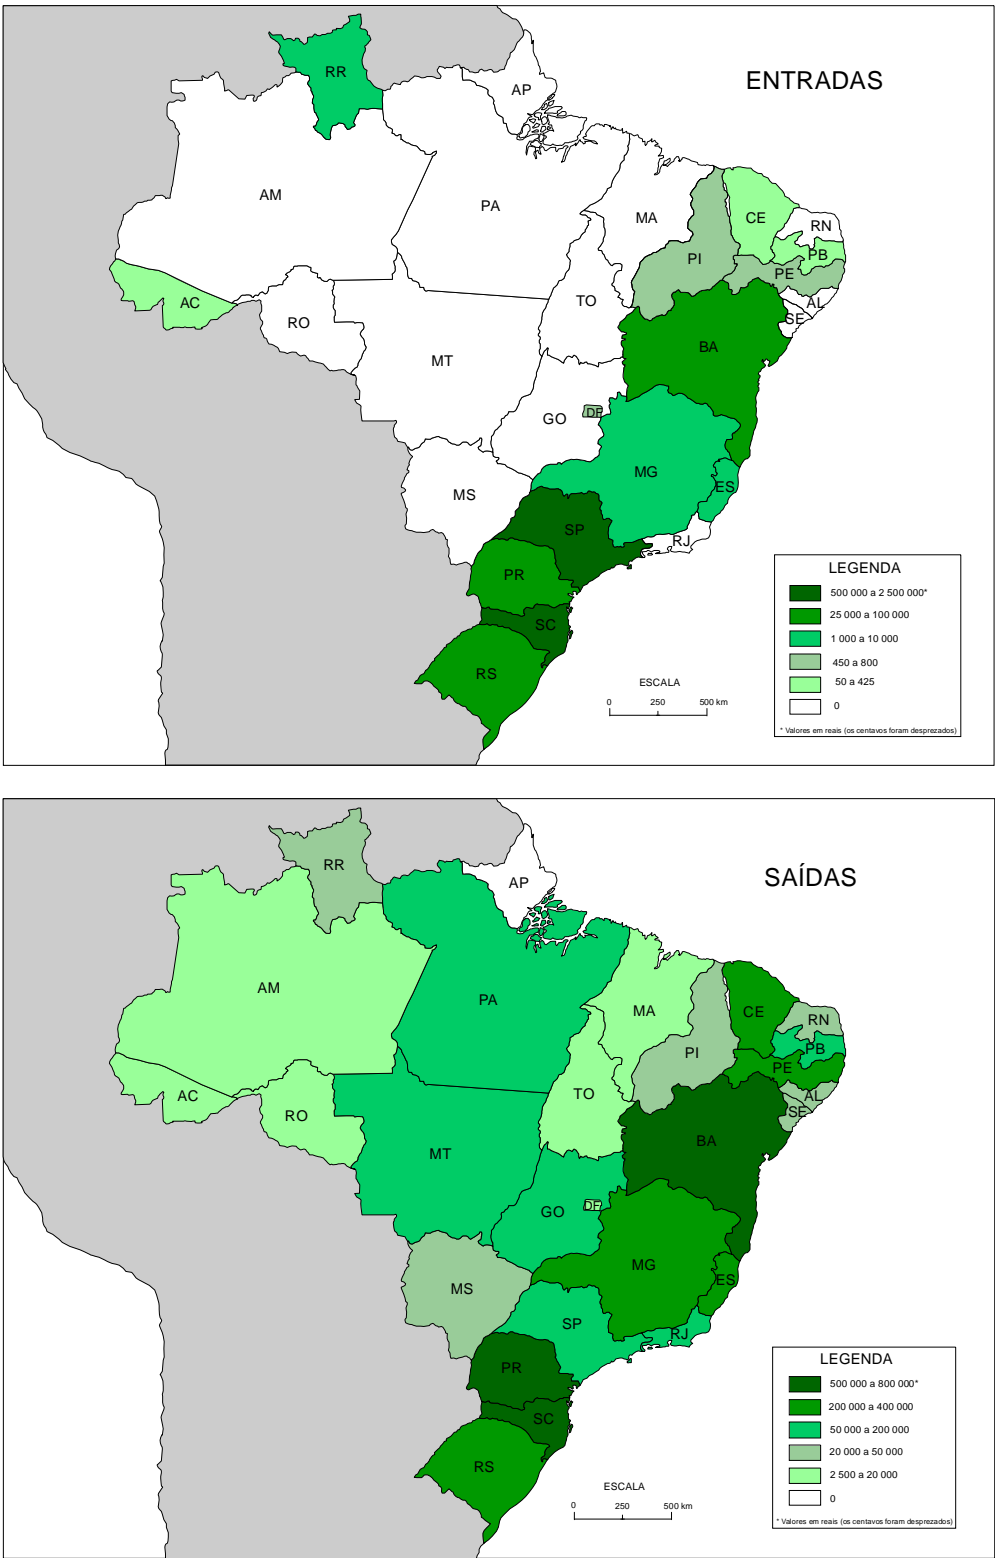 RR
AP
ENTRADAS
AM
PA
MA
CE
RN
PB
PI
PE
AC
RO
TO
AL
SE
MT
BA
GO
DF
MG
ES
MS
SP
RJ
PR
SC
RS
LEGENDA
500 000 a 2 500 000*
25 000 a 100 000
1 000 a 10 000
450 a 800
50 a 425
0
* Valores em reais (os centavos foram desprezados)
ESCALA
0 250 500 km
RR
AP
SAÍDAS
AM
PA
MA
CE
RN
PB
PI
PE
AC
RO
TO
AL
SE
MT
BA
GO
DF
MG
ES
MS
SP
RJ
PR
SC
RS
LEGENDA
500 000 a 800 000*
200 000 a 400 000
50 000 a 200 000
20 000 a 50 000
2 500 a 20 000
0
* Valores em reais (os centavos foram desprezados)
ESCALA
0 250 500 km